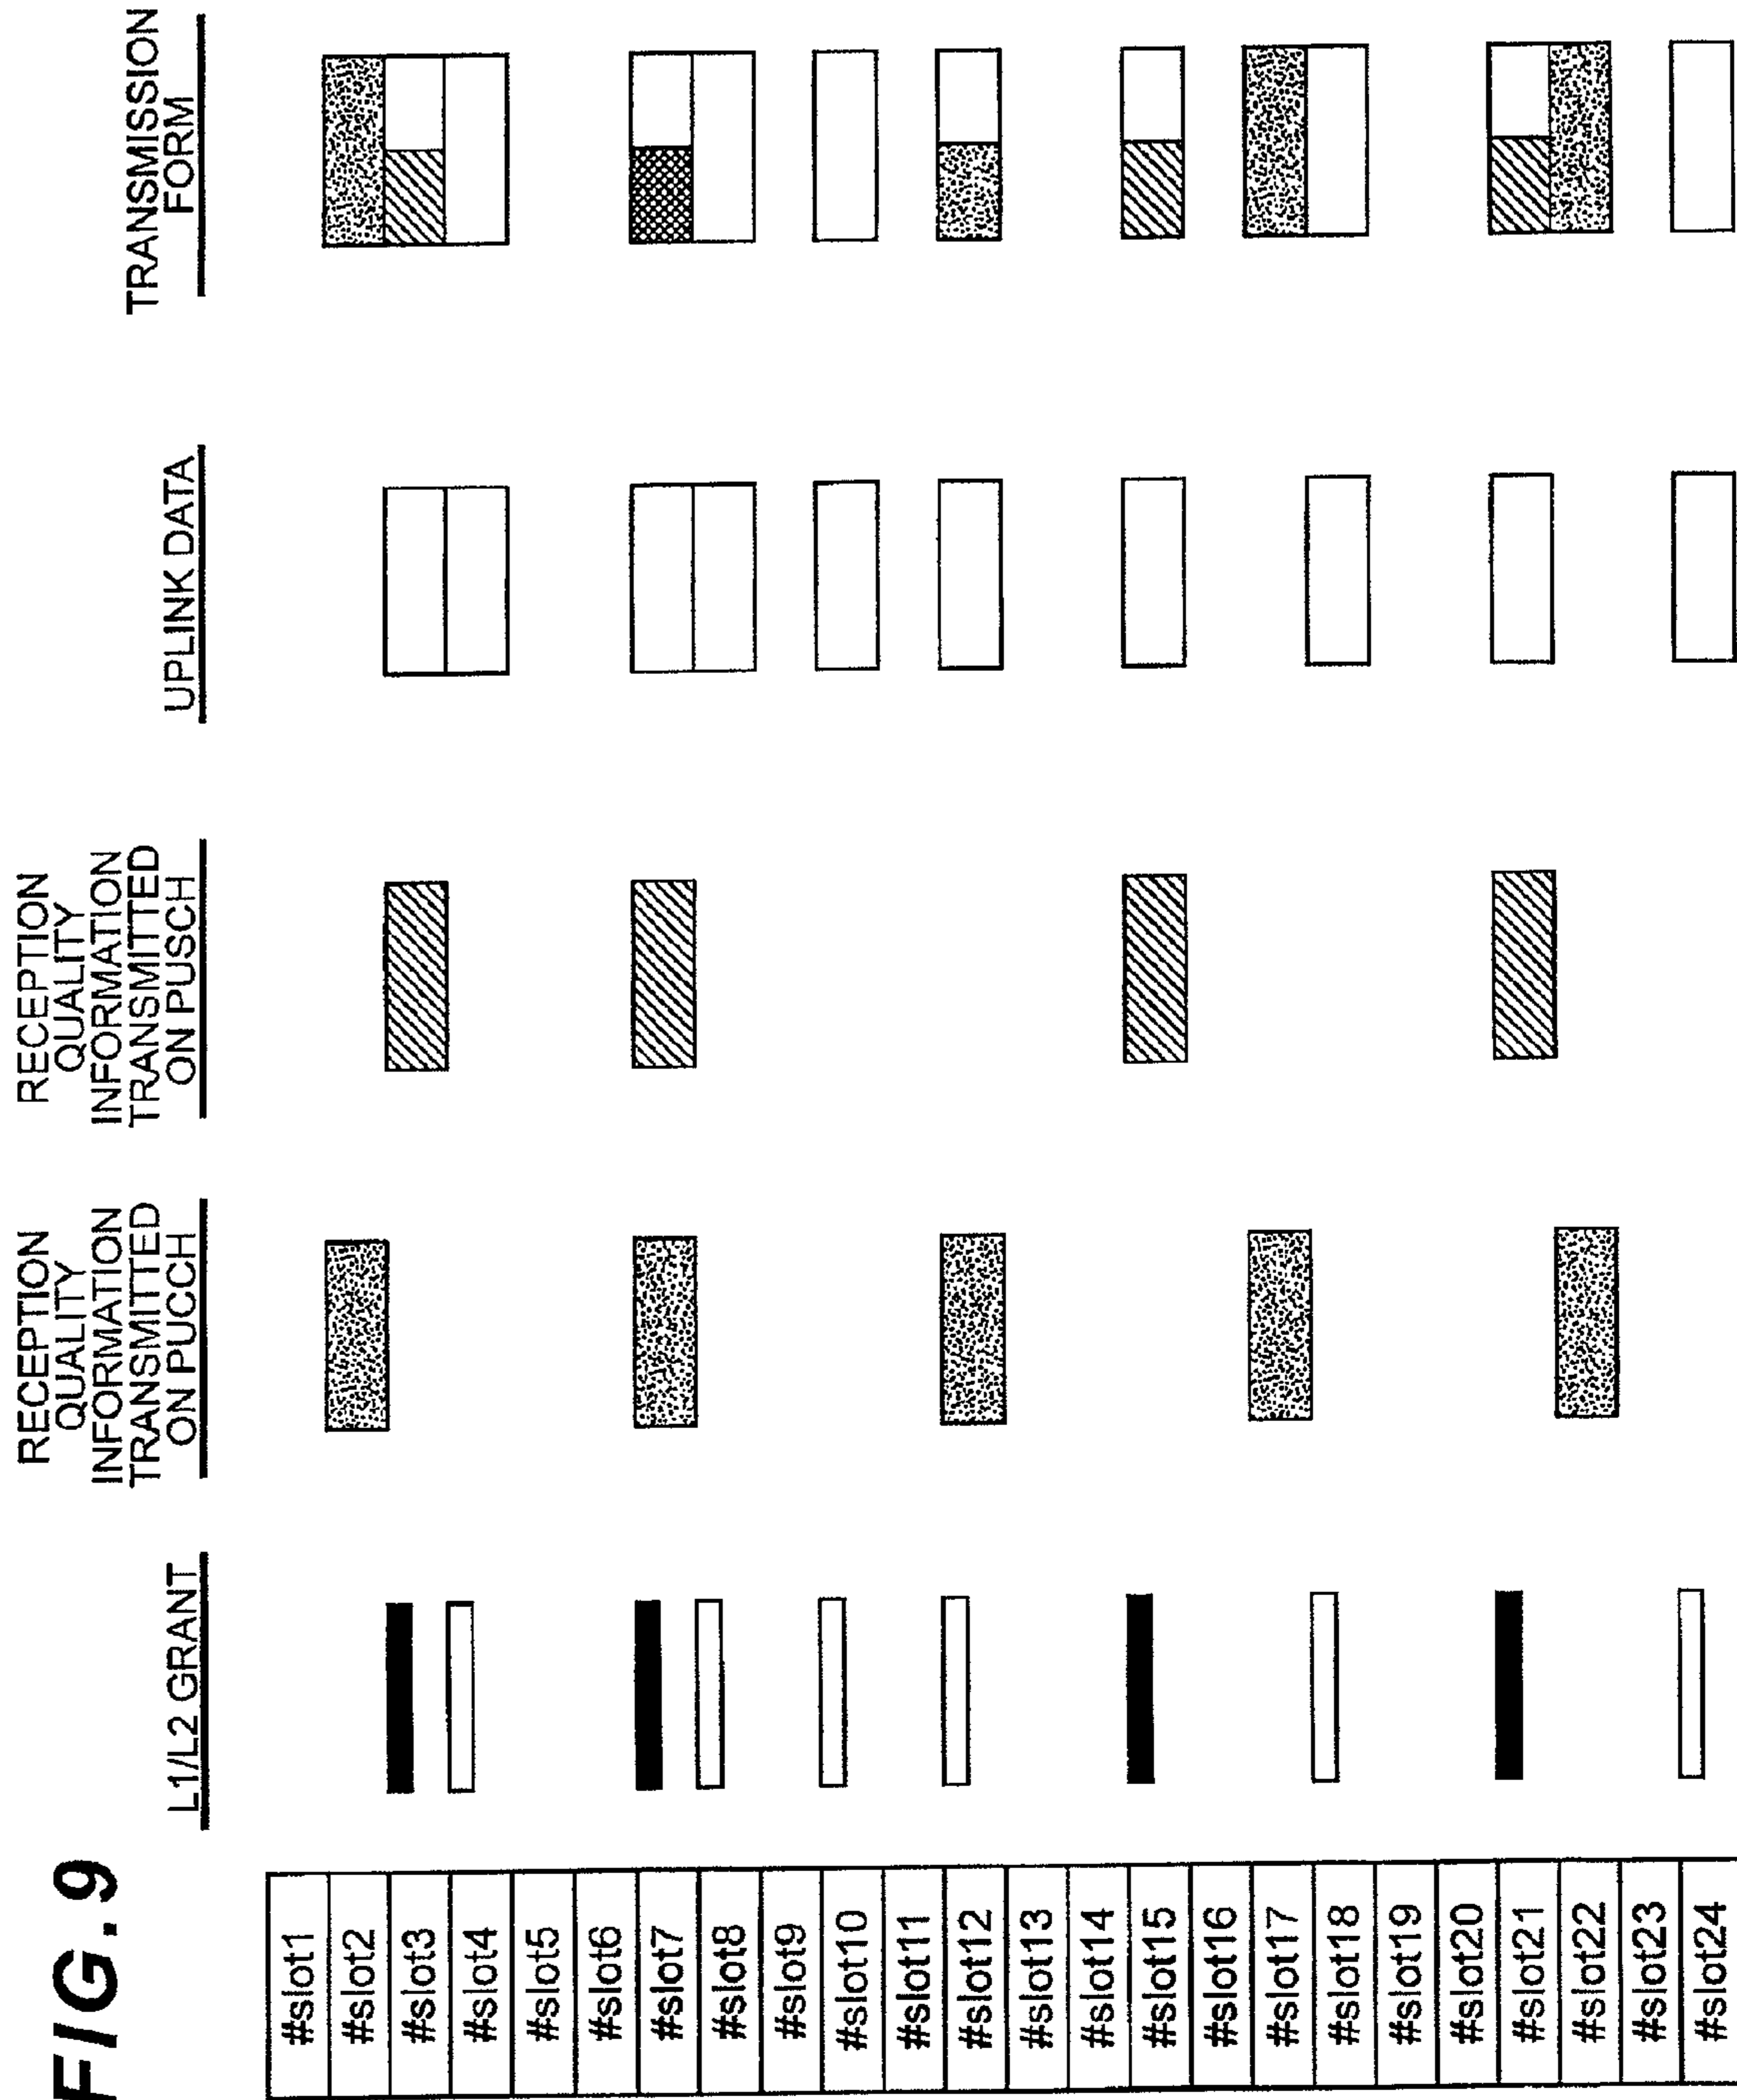 FIG.9
L1/L2 GRANT
RECEPTION
QUALITY
INFORMATION
TRANSMITTED
ON PUCCH
RECEPTION
QUALITY
INFORMATION
TRANSMITTED
ON PUSCH
UPLINK DATA
TRANSMISSION
FORM
#slot1
#slot2
#slot3
#slot4
#slot5
#slot6
#slot7
#slot8
#slot9
#slot10
#slot11
#slot12
#slot13
#slot14
#slot15
#slot16
#slot17
#slot18
#slot19
#slot20
#slot21
#slot22
#slot23
#slot24